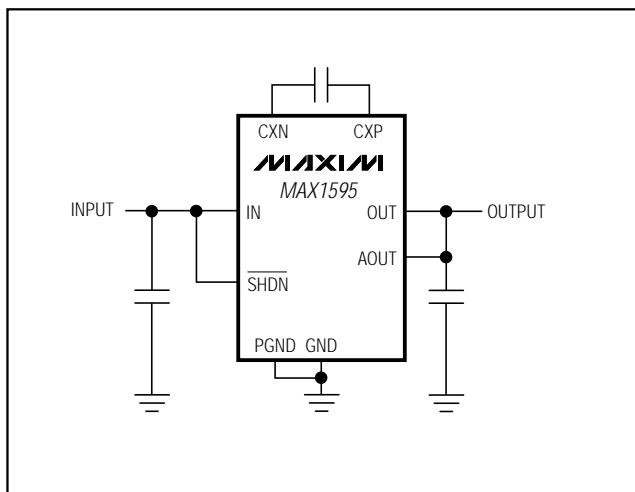 CXN CXP
MAXIM
MAX1595
INPUT IN OUT OUTPUT
AOUT
SHDN
PGND GND